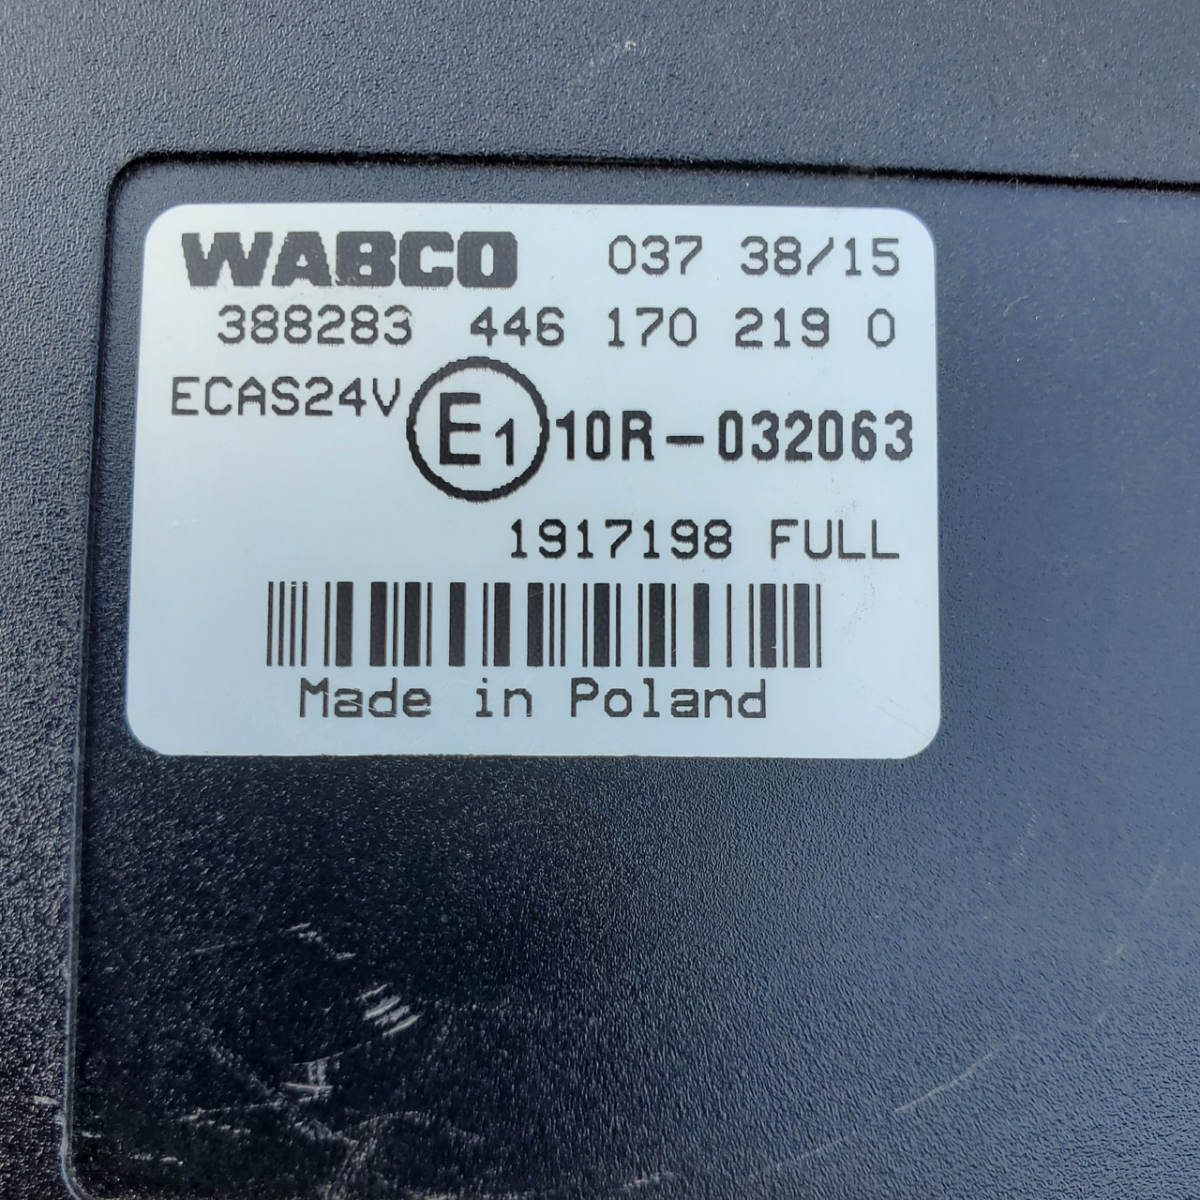 WABCO 037 38/15
388283 446 170 219 0
ECAS24V E1 10R-032063
1917198 FULL
Made in Poland